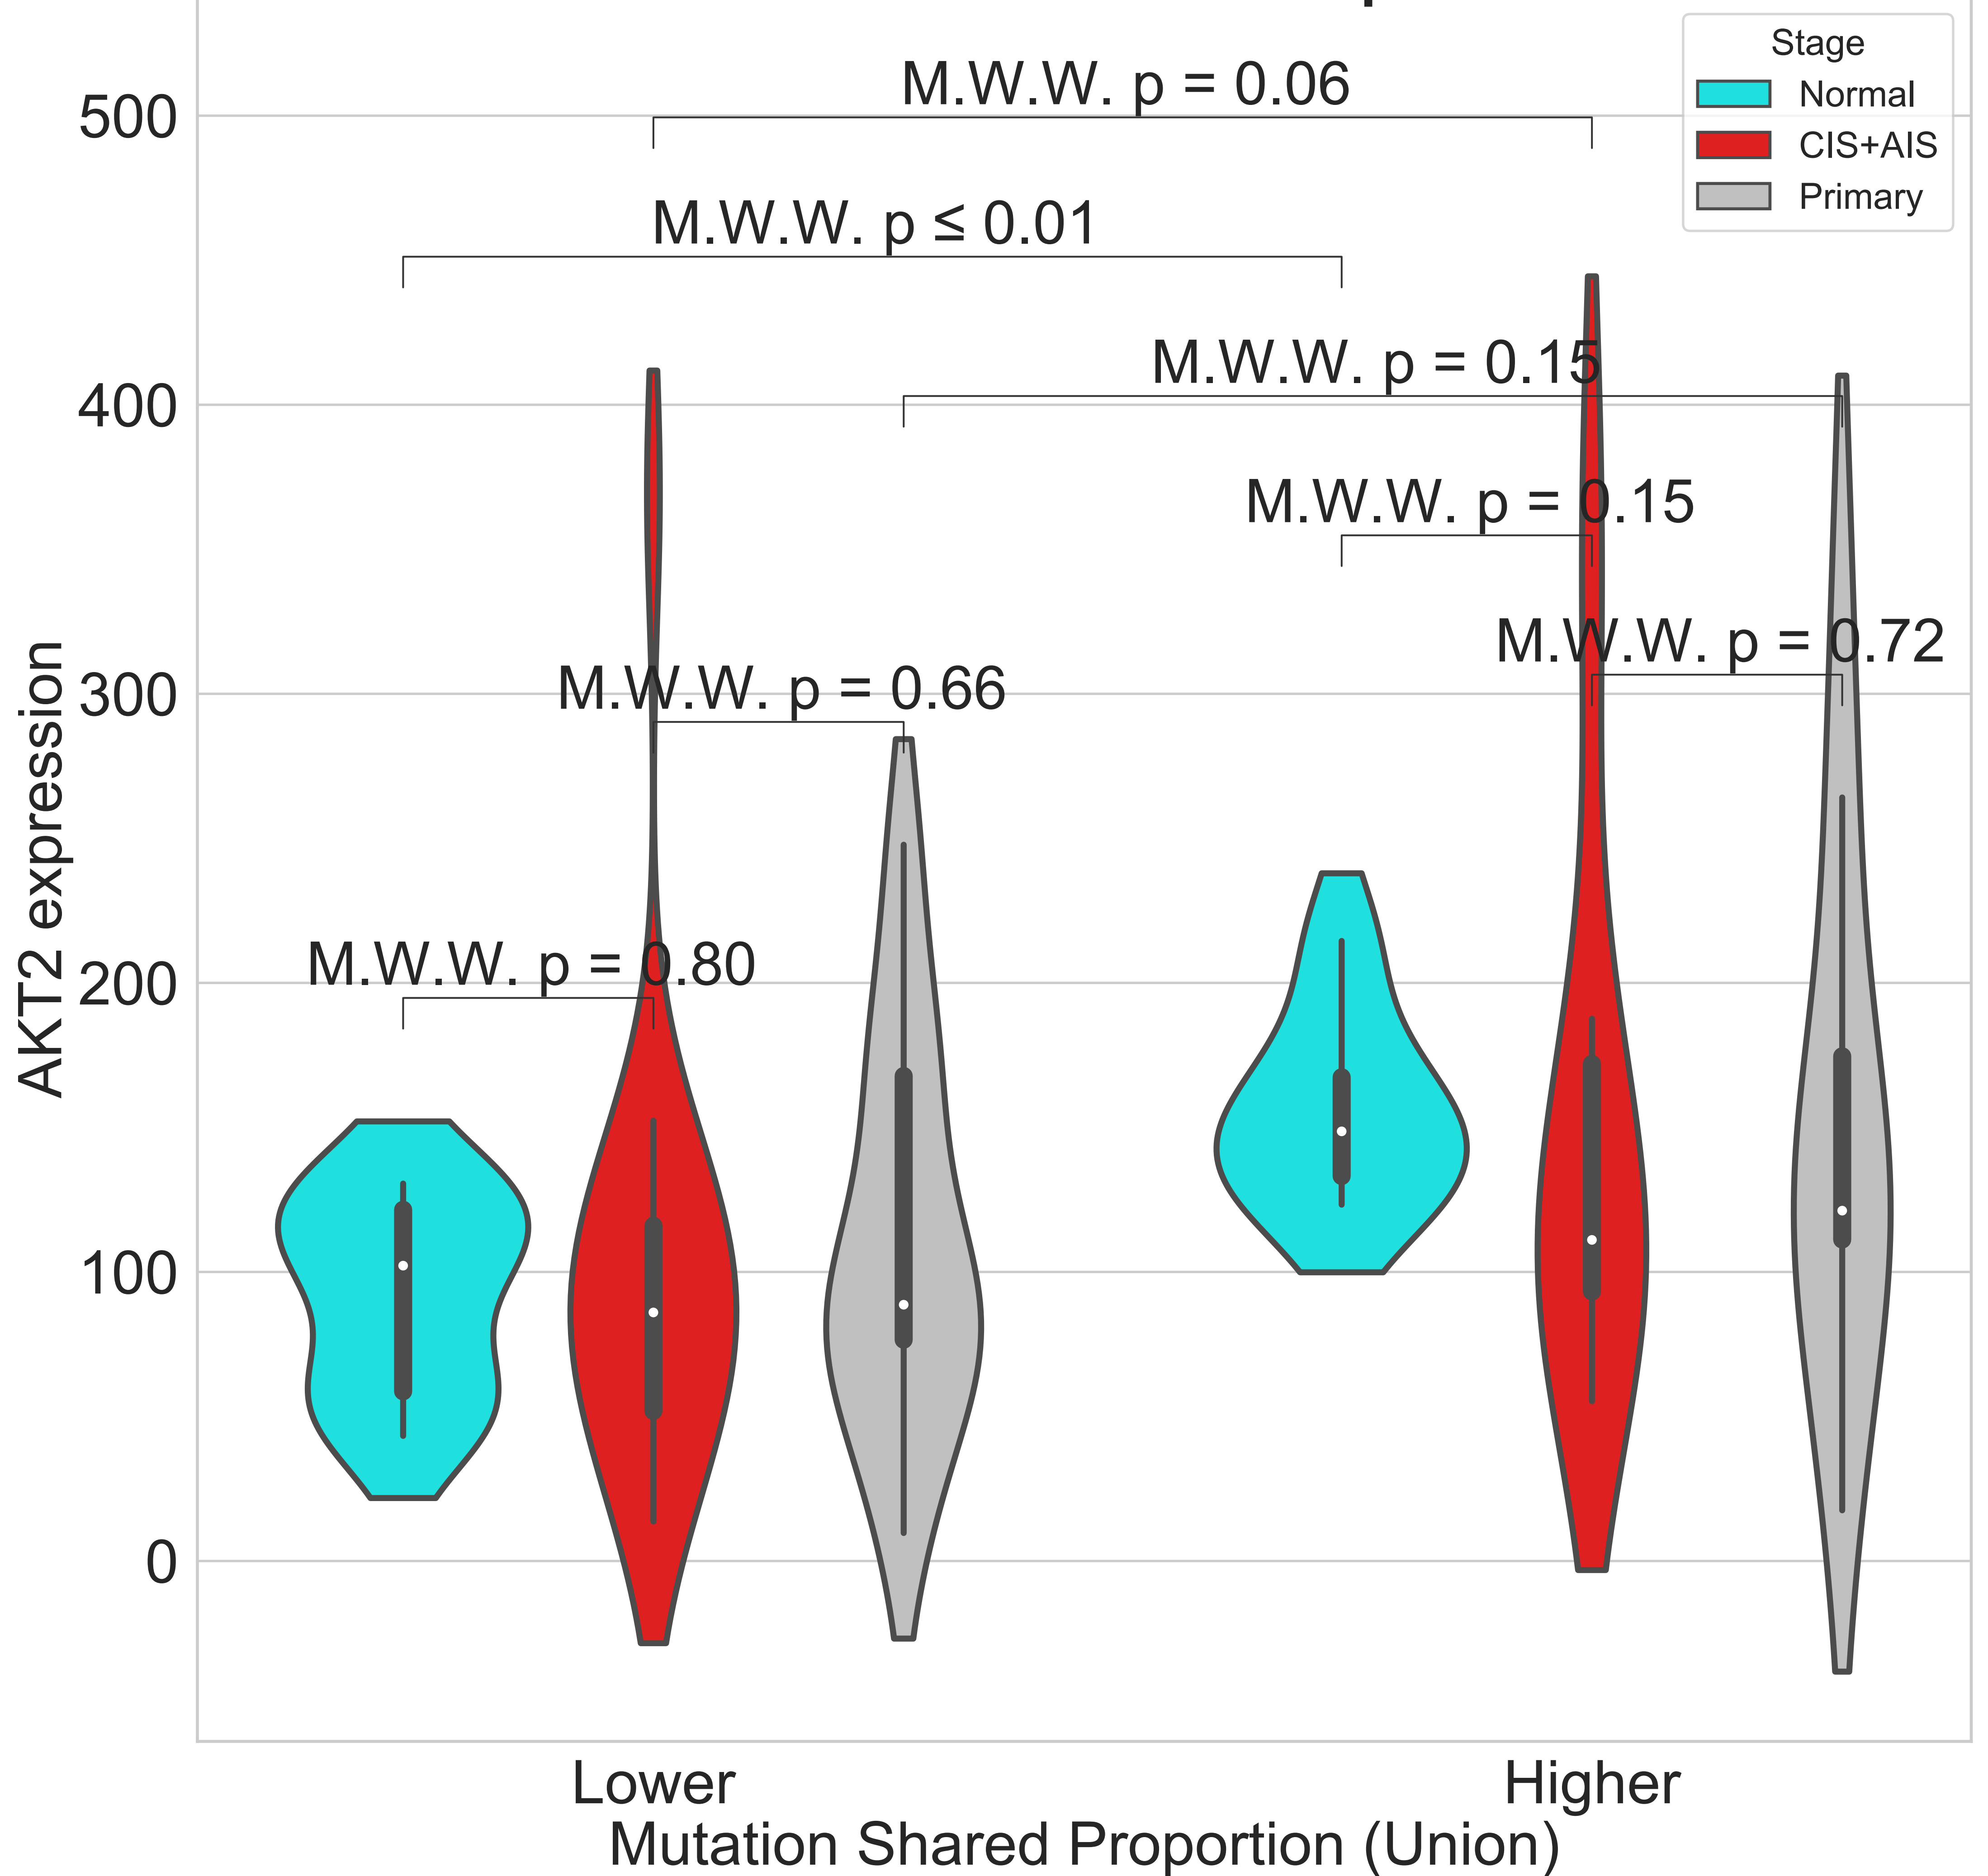 Stage
Normal
CIS+AIS
Primary
M.W.W. p = 0.06
M.W.W. p ≤ 0.01
M.W.W. p = 0.15
M.W.W. p = 0.15
M.W.W. p = 0.72
M.W.W. p = 0.66
M.W.W. p = 0.80
AKT2 expression
500
400
300
200
100
0
Lower
Higher
Mutation Shared Proportion (Union)